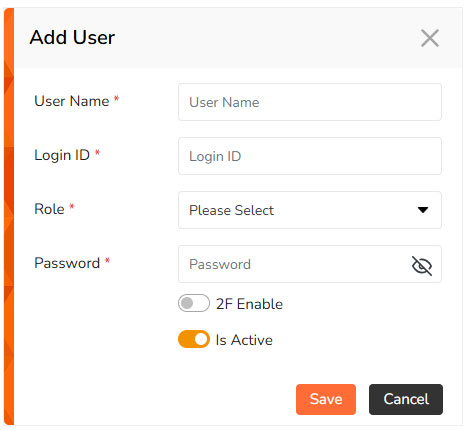 Add User
User Name *
User Name
Login ID *
Login ID
Role *
Please Select
Password *
Password
2F Enable
Is Active
Save
Cancel